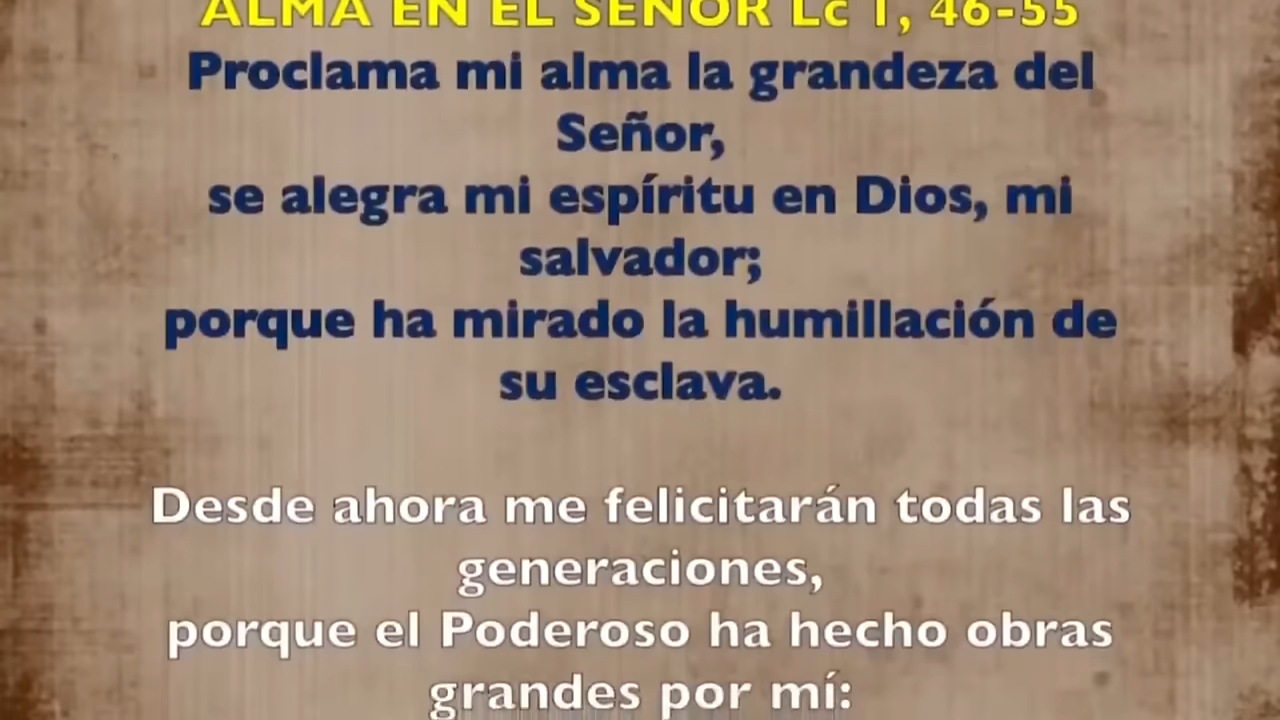 ALMA EN EL SEÑOR Lc 1, 46-55
Proclama mi alma la grandeza del
Señor,
se alegra mi espíritu en Dios, mi
salvador;
porque ha mirado la humillación de
su esclava.
Desde ahora me felicitarán todas las
generaciones,
porque el Poderoso ha hecho obras
grandes por mí: